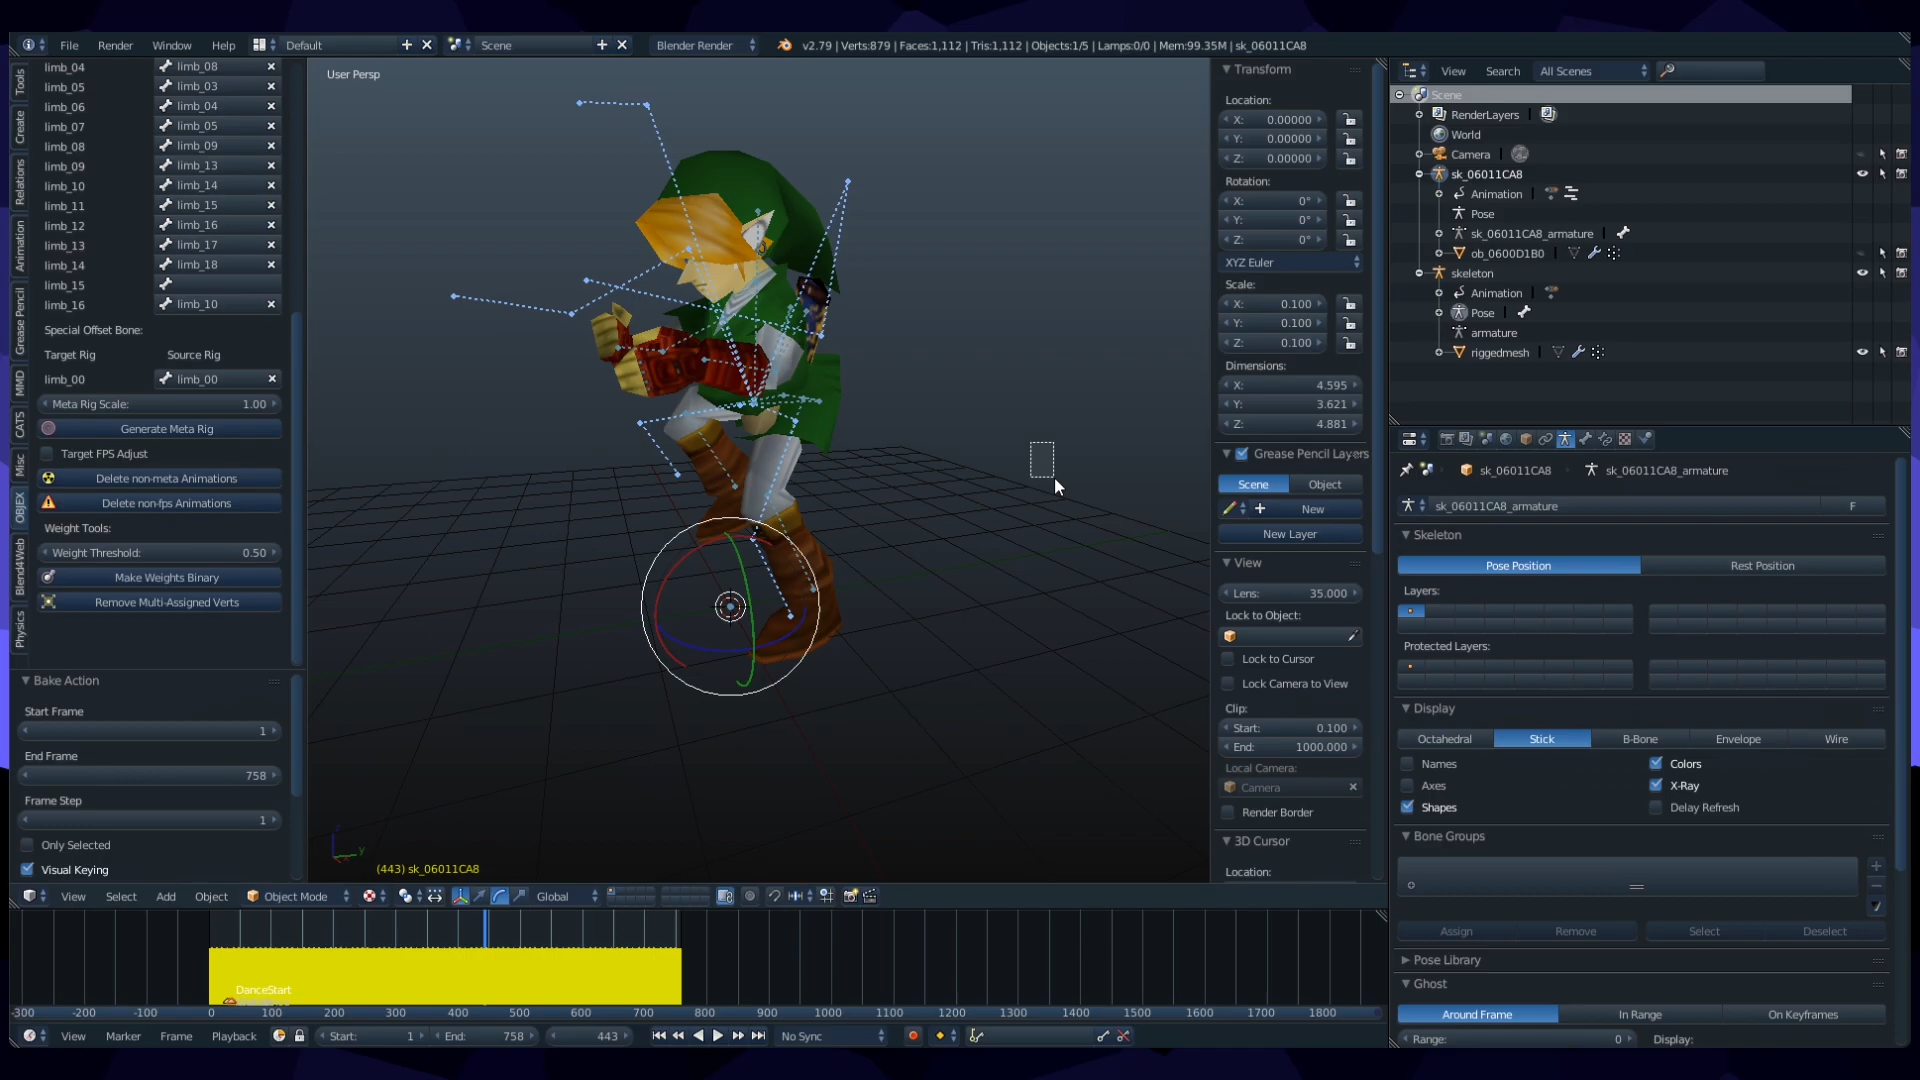 File Render Window Help Default Scene Blender Render v2.79 | Verts:879 | Faces:1,112 | Tris:1,112 | Objects:1/5 | Lamps:0/0 | Mem:99.35M | sk_06011CA8
Tools
Create
Relations
Animation
Grease Pencil
MMD
CATS
Misc
OBJEX
Blend4Web
Physics
limb_04 limb_08
limb_05 limb_03
limb_06 limb_04
limb_07 limb_05
limb_08 limb_09
limb_09 limb_13
limb_10 limb_14
limb_11 limb_15
limb_12 limb_16
limb_13 limb_17
limb_14 limb_18
limb_15
limb_16 limb_10
Special Offset Bone:
Target Rig Source Rig
limb_00 limb_00
Meta Rig Scale: 1.00
Generate Meta Rig
Target FPS Adjust
Delete non-meta Animations
Delete non-fps Animations
Weight Tools:
Weight Threshold: 0.50
Make Weights Binary
Remove Multi-Assigned Verts
Bake Action
Start Frame
1
End Frame
758
Frame Step
1
Only Selected
Visual Keying
User Persp
y
(443) sk_06011CA8
Transform
Location:
X: 0.00000
Y: 0.00000
Z: 0.00000
Rotation:
X: 0°
Y: 0°
Z: 0°
XYZ Euler
Scale:
X: 0.100
Y: 0.100
Z: 0.100
Dimensions:
X: 4.595
Y: 3.621
Z: 4.881
Grease Pencil Layers
Scene Object
New
New Layer
View
Lens: 35.000
Lock to Object:
Lock to Cursor
Lock Camera to View
Clip:
Start: 0.100
End: 1000.000
Local Camera:
Camera
Render Border
3D Cursor
Location:
View Search All Scenes
Scene
RenderLayers
World
Camera
sk_06011CA8
Animation
Pose
sk_06011CA8_armature
ob_0600D1B0
skeleton
Animation
Pose
armature
riggedmesh
sk_06011CA8 sk_06011CA8_armature
sk_06011CA8_armature F
Skeleton
Pose Position Rest Position
Layers:
Protected Layers:
Display
Octahedral Stick B-Bone Envelope Wire
Names Colors
Axes X-Ray
Shapes Delay Refresh
Bone Groups
Assign Remove Select Deselect
Pose Library
Ghost
Around Frame In Range On Keyframes
Range: 0 Display:
View Select Add Object Object Mode Global
DanceStart
-300 -200 -100 0 100 200 300 400 500 600 700 800 900 1000 1100 1200 1300 1400 1500 1600 1700 1800
View Marker Frame Playback Start: 1 End: 758 443 No Sync